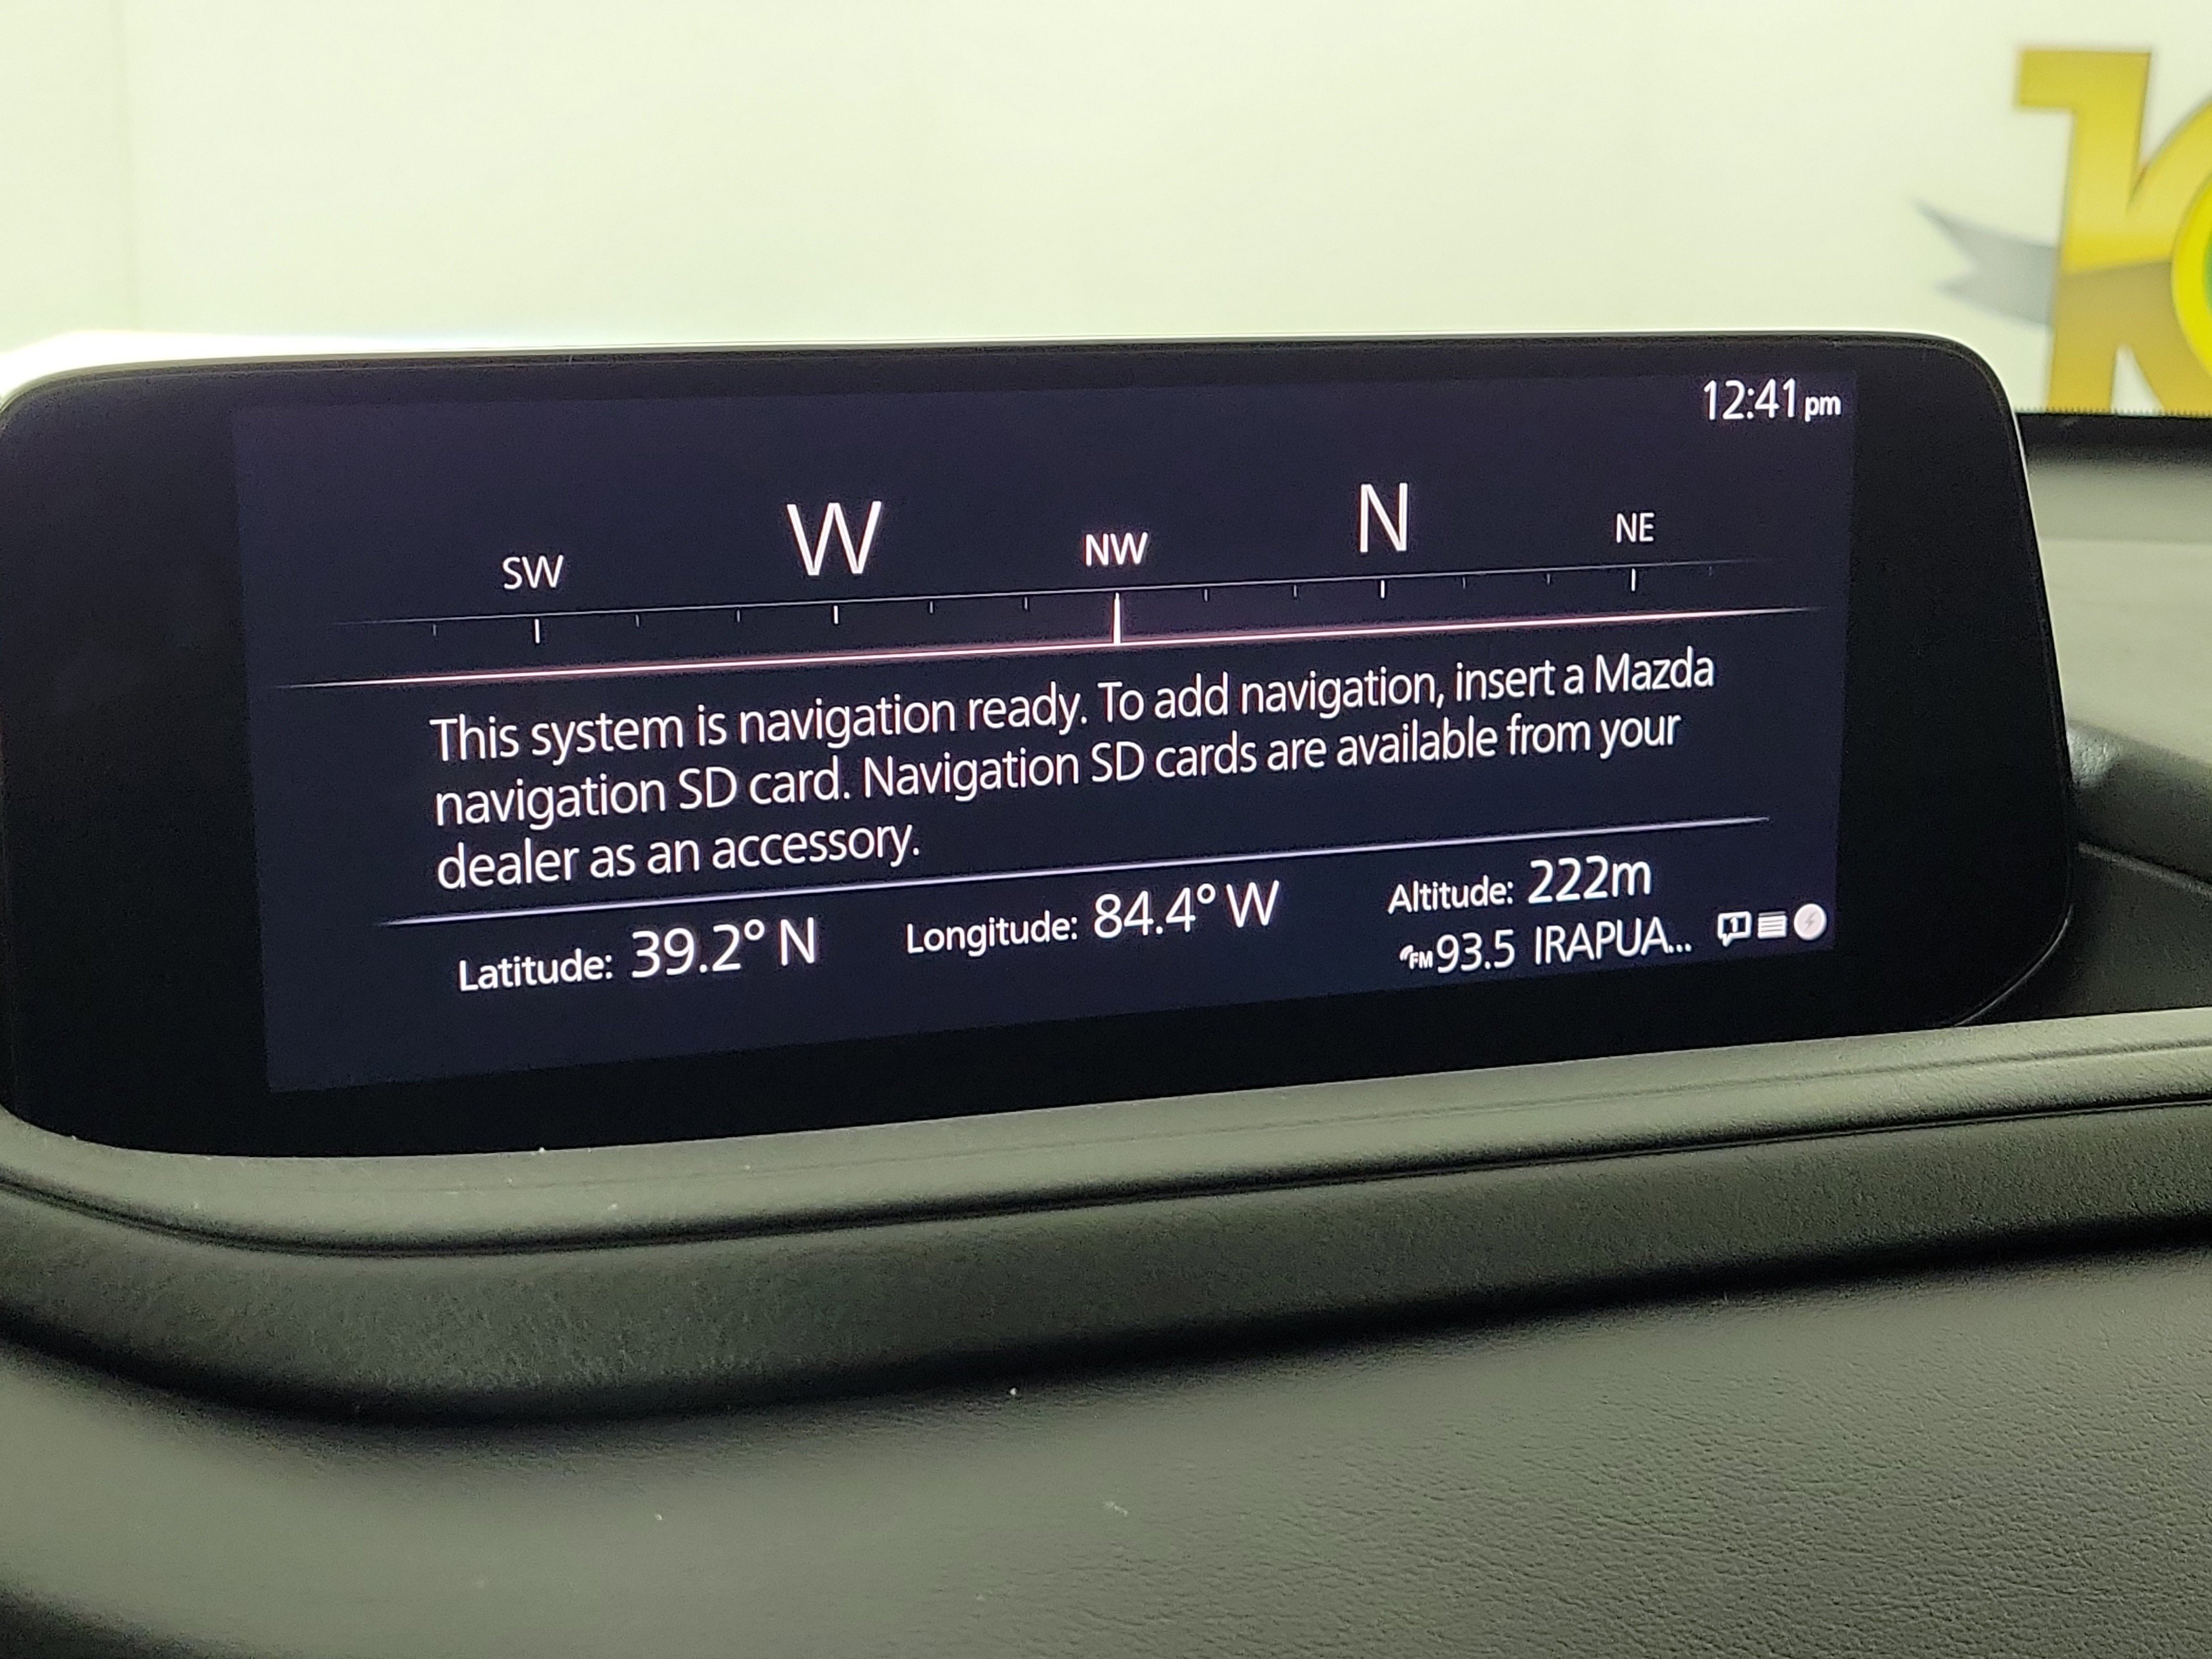 12:41 pm
SW W NW N NE
This system is navigation ready. To add navigation, insert a Mazda
navigation SD card. Navigation SD cards are available from your
dealer as an accessory.
Latitude: 39.2° N Longitude: 84.4° W Altitude: 222m
FM 93.5 IRAPUA... 1